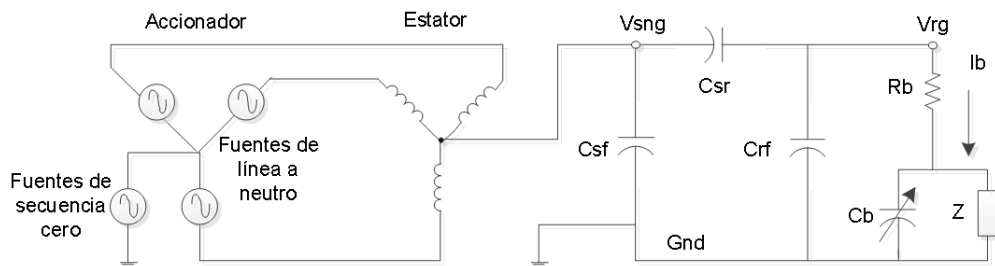 Accionador
Estator
Vsng
Vrg
Csr
Ib
Rb
Fuentes de
línea a
neutro
Csf
Crf
Fuentes de
secuencia
cero
Cb
Z
Gnd